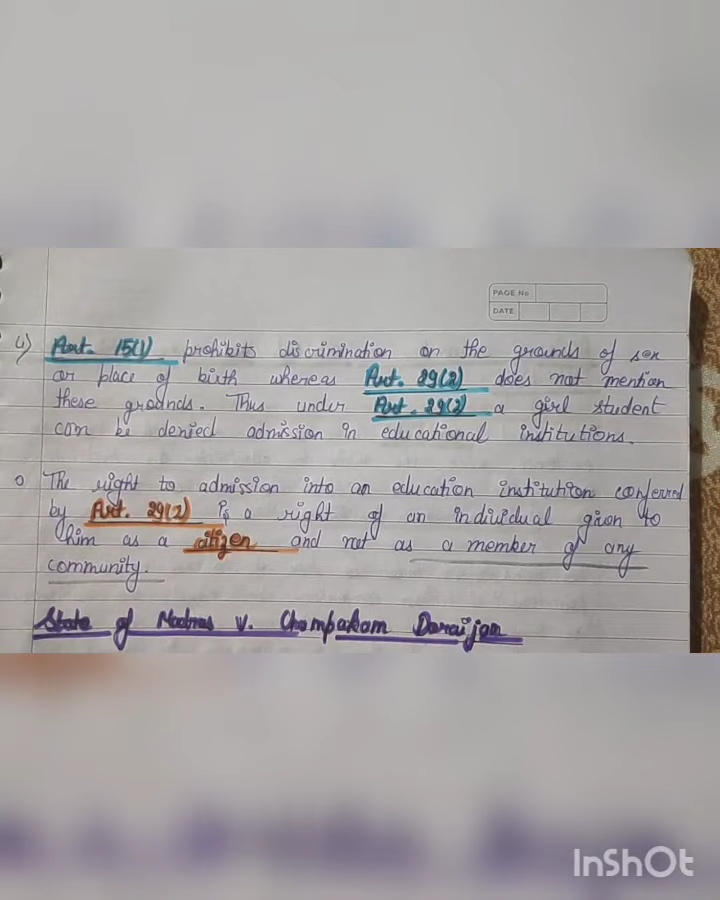 PAGE No
DATE
4) Art. 15(1) prohibits discrimination on the grounds of sex
or place of birth whereas Art. 29(2) does not mention
these grounds. Thus under Art. 29(2) a girl student
can be denied admission in educational institutions.
The right to admission into an education institution conferred
by Art. 29(2) is a right of an individual given to
him as a citizen and not as a member of any
community.
State of Madras v. Champakam Doraijan
InShOt